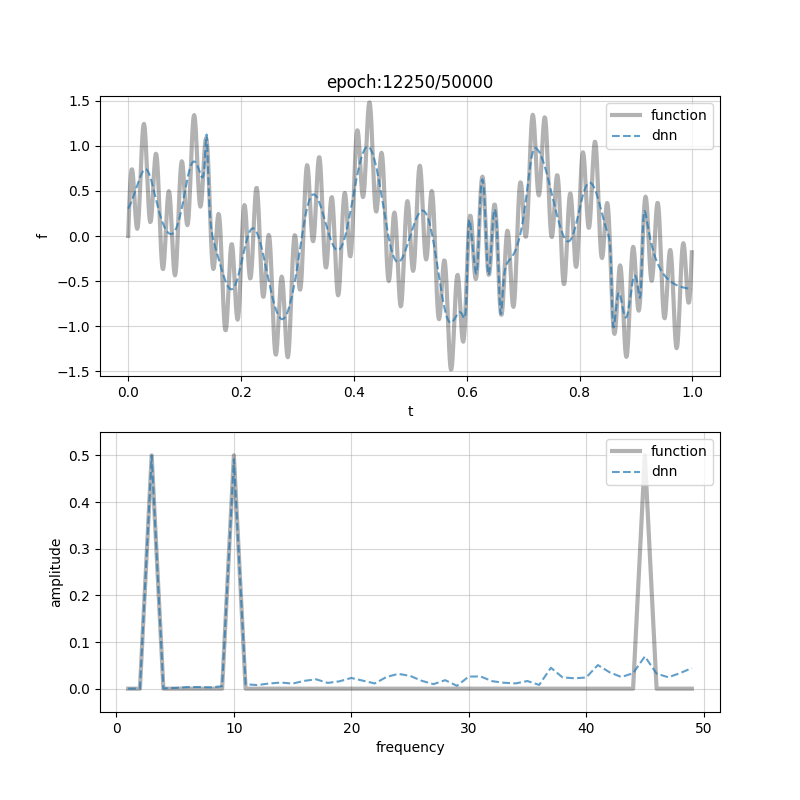 epoch:12250/50000
1.5
1.0
0.5
0.0
−0.5
−1.0
−1.5
f
function
dnn
0.0 0.2 0.4 0.6 0.8 1.0
t
0.5
0.4
0.3
0.2
0.1
0.0
amplitude
function
dnn
0 10 20 30 40 50
frequency